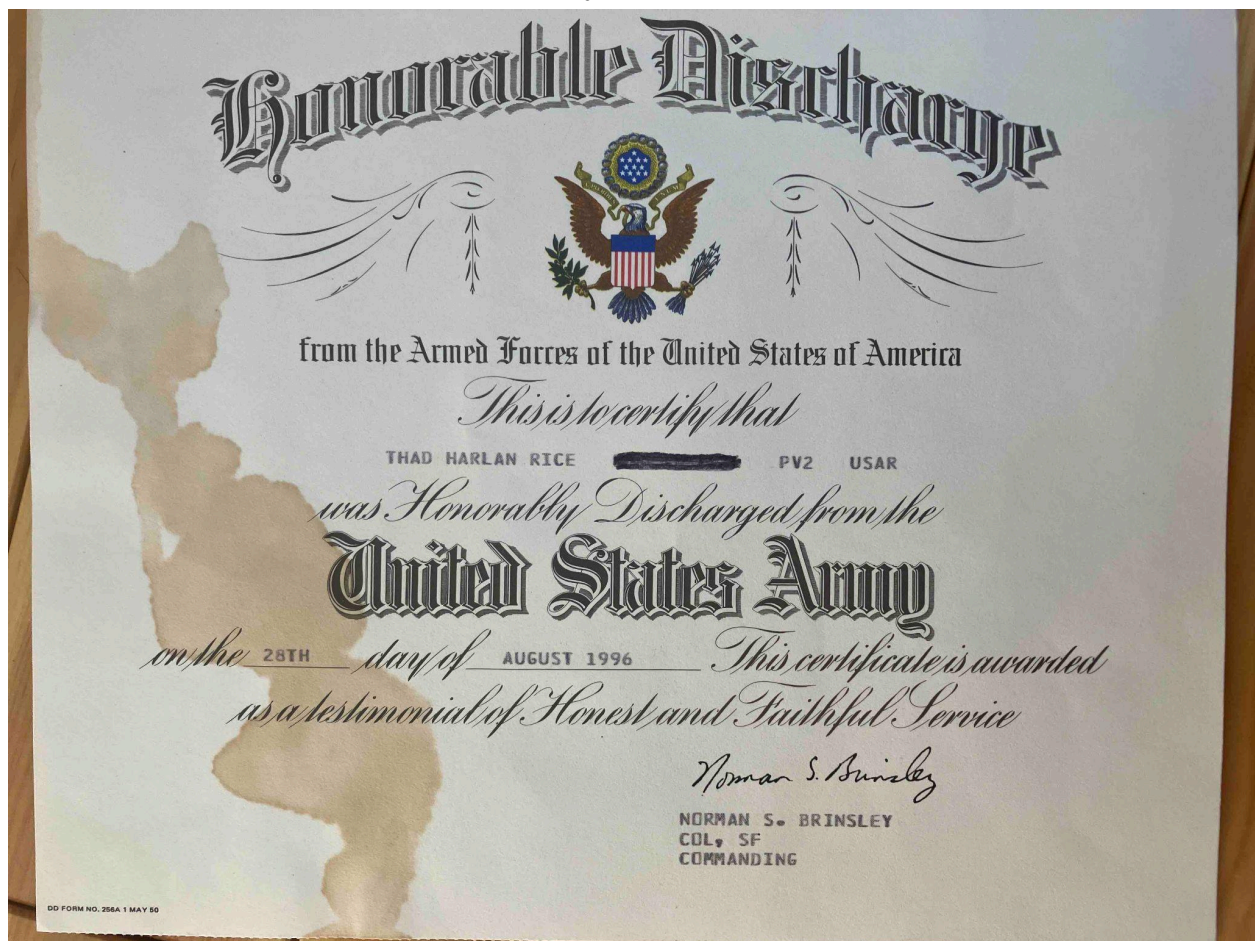 Honorable Discharge
from the Armed Forces of the United States of America
This is to certify that
THAD HARLAN RICE PV2 USAR
was Honorably Discharged from the
United States Army
on the 28TH day of AUGUST 1996 This certificate is awarded
as a testimonial of Honest and Faithful Service
Norman S. Brinsley
NORMAN S. BRINSLEY
COL, SF
COMMANDING
DD FORM NO. 256A 1 MAY 50